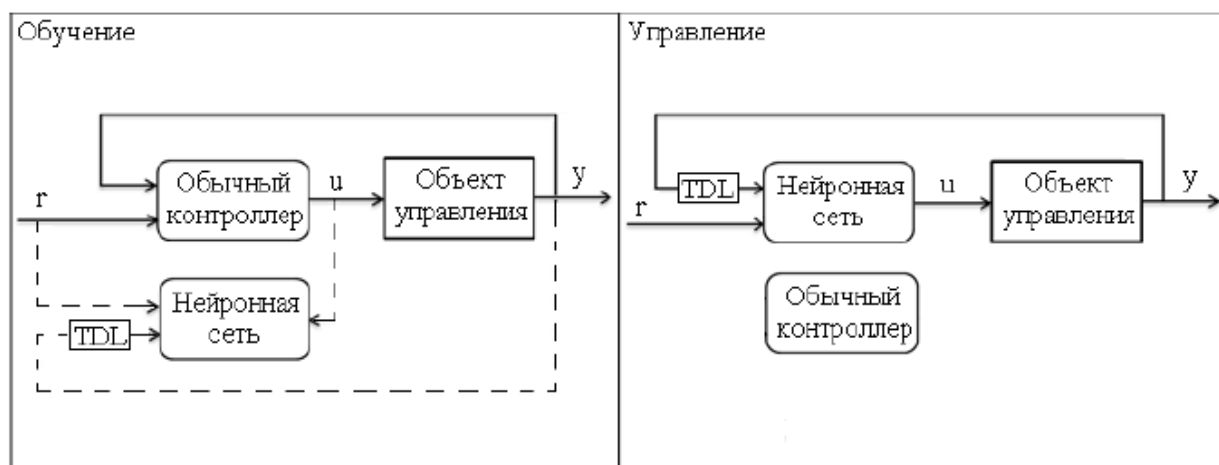 Обучение
r
Обычный
контроллер
u
Объект
управления
y
Нейронная
сеть
TDL
Управление
TDL
r
Нейронная
сеть
u
Объект
управления
y
Обычный
контроллер